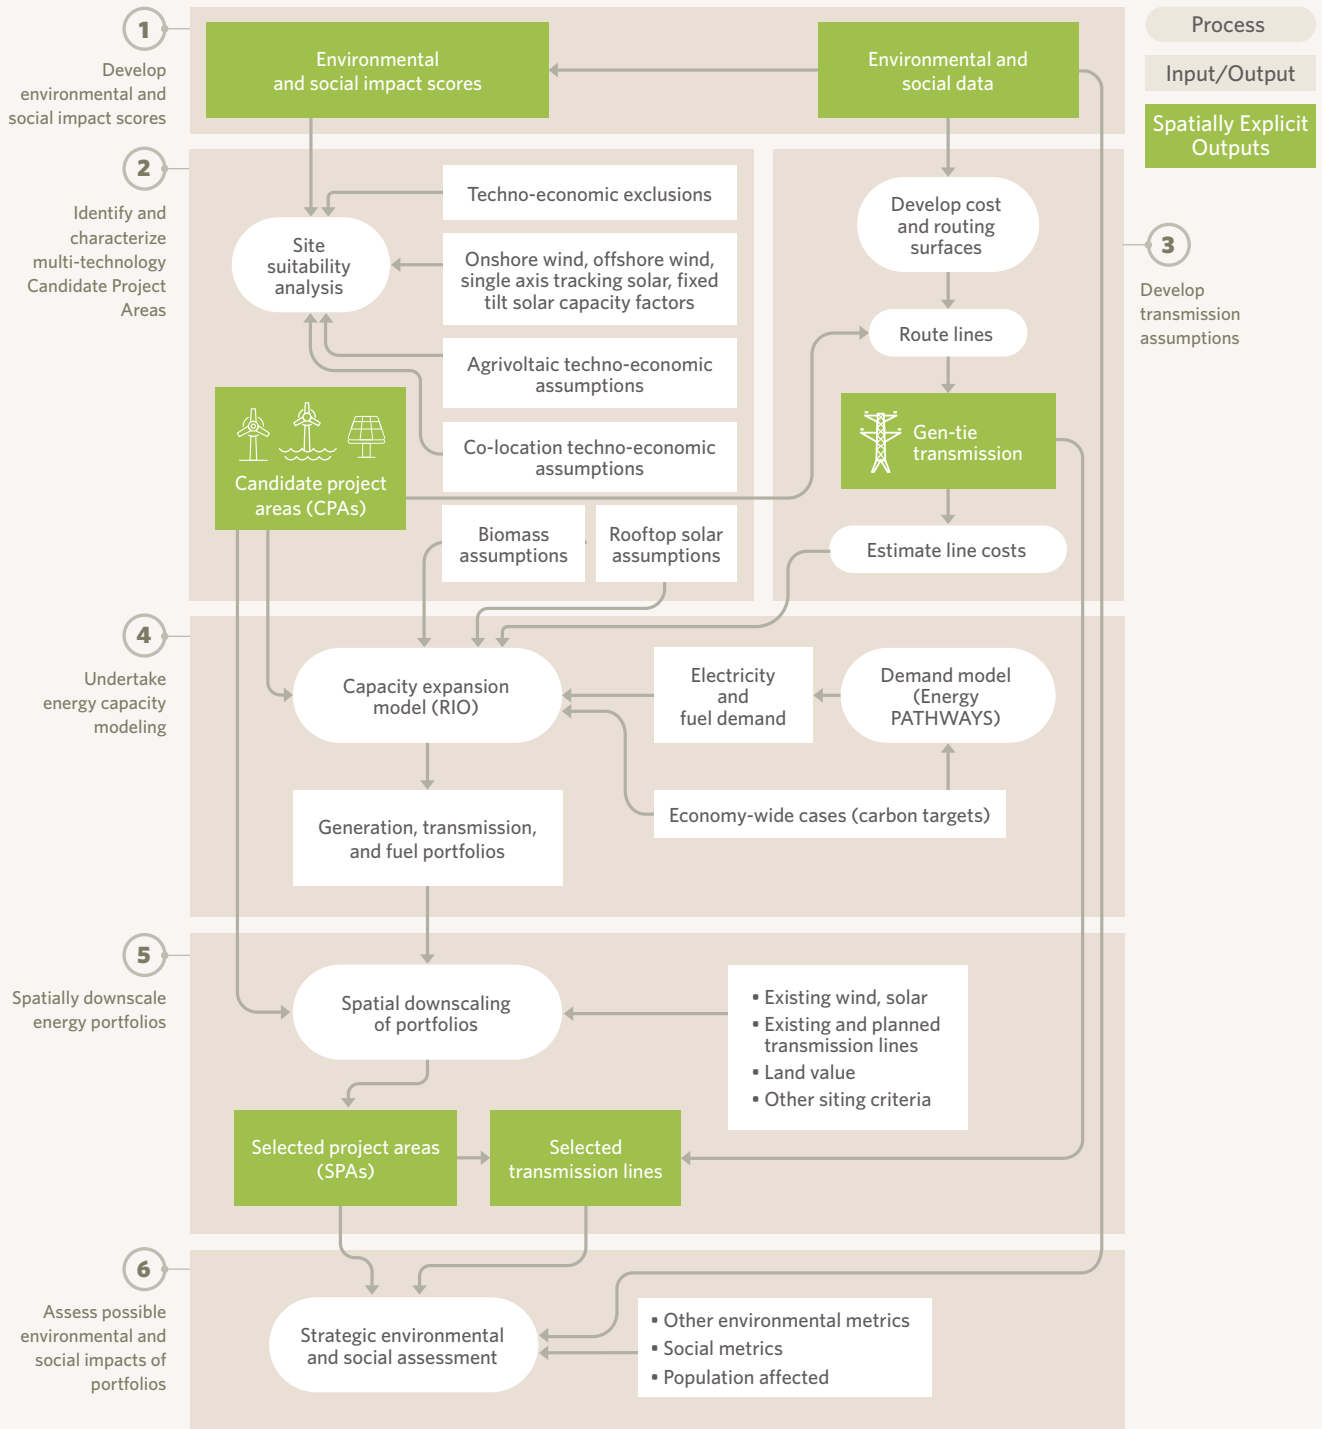 1
Develop
environmental and
social impact scores
Environmental
and social impact scores
Environmental and
social data
Process
Input/Output
Spatially Explicit
Outputs
2
Identify and
characterize
multi-technology
Candidate Project
Areas
Site
suitability
analysis
Techno-economic exclusions
Onshore wind, offshore wind,
single axis tracking solar, fixed
tilt solar capacity factors
Agrivoltaic techno-economic
assumptions
Co-location techno-economic
assumptions
Candidate project
areas (CPAs)
Biomass
assumptions
Rooftop solar
assumptions
3
Develop
transmission
assumptions
Develop cost
and routing
surfaces
Route lines
Gen-tie
transmission
Estimate line costs
4
Undertake
energy capacity
modeling
Capacity expansion
model (RIO)
Electricity
and
fuel demand
Demand model
(Energy
PATHWAYS)
Economy-wide cases (carbon targets)
Generation, transmission,
and fuel portfolios
5
Spatially downscale
energy portfolios
Spatial downscaling
of portfolios
• Existing wind, solar
• Existing and planned
transmission lines
• Land value
• Other siting criteria
Selected project areas
(SPAs)
Selected
transmission lines
6
Assess possible
environmental and
social impacts of
portfolios
Strategic environmental
and social assessment
• Other environmental metrics
• Social metrics
• Population affected